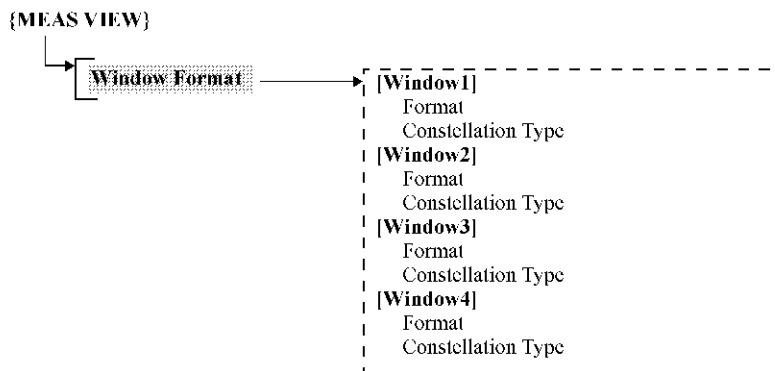 {MEAS VIEW}
Window Format
[Window1]
Format
Constellation Type
[Window2]
Format
Constellation Type
[Window3]
Format
Constellation Type
[Window4]
Format
Constellation Type